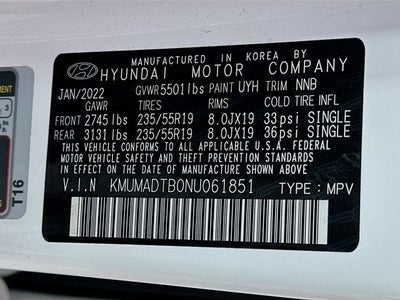 MANUFACTURED IN KOREA BY
HYUNDAI MOTOR COMPANY
JAN/2022 GVWR 5501lbs PAINT UYH TRIM NNB
GAWR TIRES RIMS COLD TIRE INFL
FRONT 2745lbs 235/55R19 8.0JX19 33psi SINGLE
REAR 3131lbs 235/55R19 8.0JX19 36psi SINGLE
THIS VEHICLE CONFORMS TO ALL APPLICABLE U.S.A. FEDERAL
MOTOR VEHICLE SAFETY, BUMPER, AND THEFT PREVENTION STANDARDS
IN EFFECT ON THE DATE OF MANUFACTURE SHOWN ABOVE.
V.I.N KMUMADTB0NU061851 TYPE : MPV
T16
3